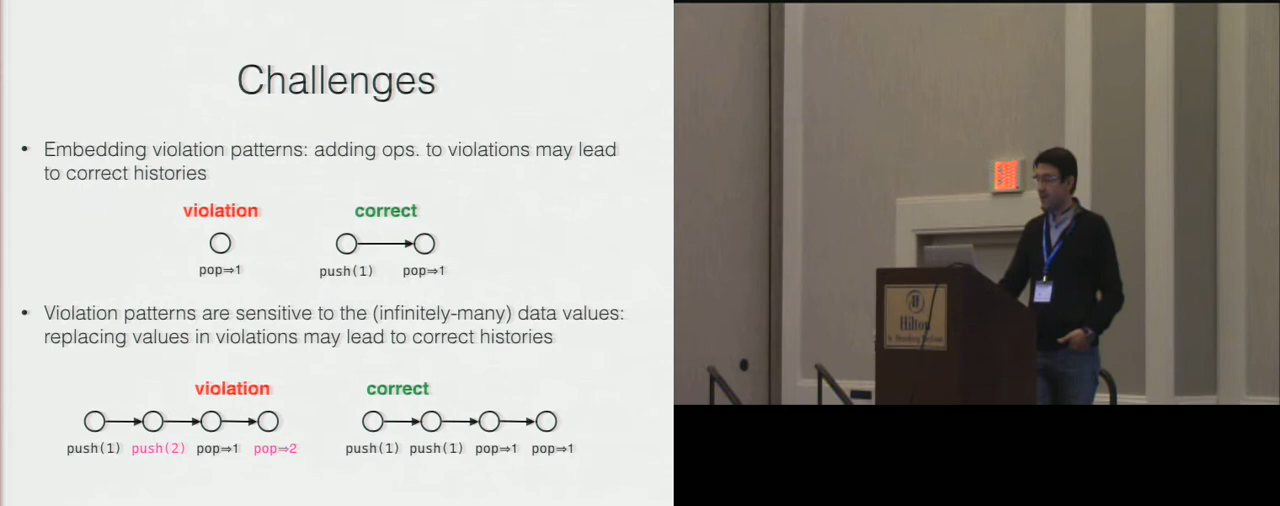 Challenges
• Embedding violation patterns: adding ops. to violations may lead
to correct histories
violation correct
pop⇒1 push(1) pop⇒1
• Violation patterns are sensitive to the (infinitely-many) data values:
replacing values in violations may lead to correct histories
violation correct
push(1) push(2) pop⇒1 pop⇒2 push(1) push(1) pop⇒1 pop⇒1
Hilton